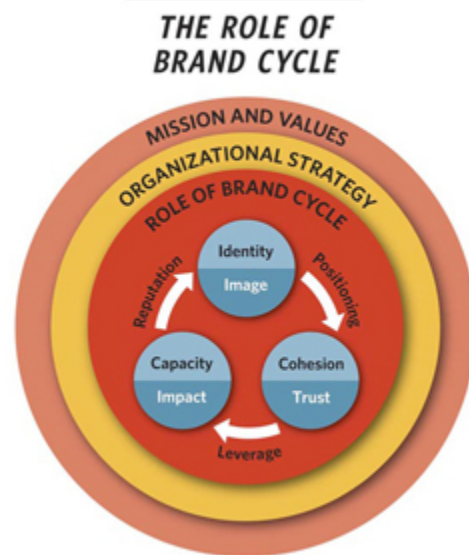 THE ROLE OF
BRAND CYCLE
MISSION AND VALUES
ORGANIZATIONAL STRATEGY
ROLE OF BRAND CYCLE
Identity
Image
Reputation
Positioning
Capacity
Impact
Cohesion
Trust
Leverage